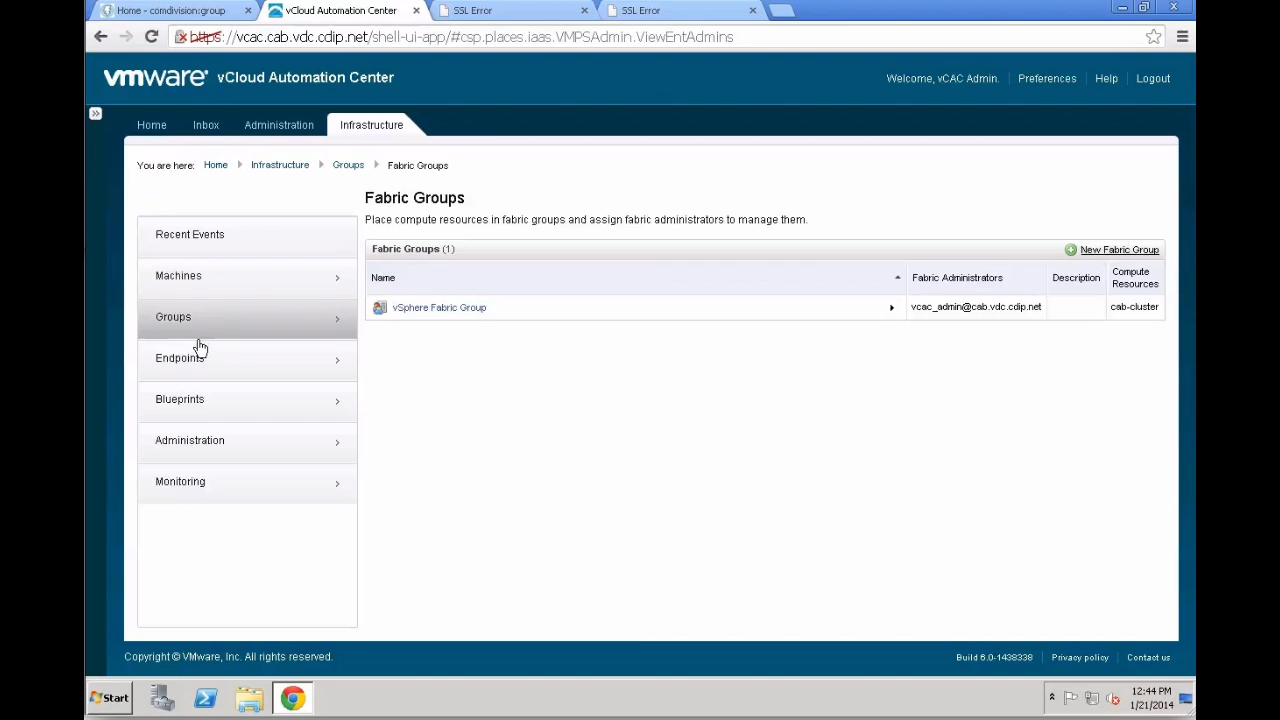 Home - comdivision:group
vCloud Automation Center
SSL Error
SSL Error
https://vcac.cab.vdc.cdip.net/shell-ui-app/#csp.places.iaas.VMPSAdmin.ViewEntAdmins
vmware® vCloud Automation Center
Welcome, vCAC Admin. Preferences Help Logout
Home Inbox Administration Infrastructure
You are here: Home Infrastructure Groups Fabric Groups
Fabric Groups
Place compute resources in fabric groups and assign fabric administrators to manage them.
Recent Events
Machines
Groups
Endpoints
Blueprints
Administration
Monitoring
Fabric Groups (1) New Fabric Group
Name Fabric Administrators Description Compute Resources
vSphere Fabric Group vcac_admin@cab.vdc.cdip.net cab-cluster
Copyright © VMware, Inc. All rights reserved. Build 6.0-1438338 Privacy policy Contact us
Start
12:44 PM
1/21/2014